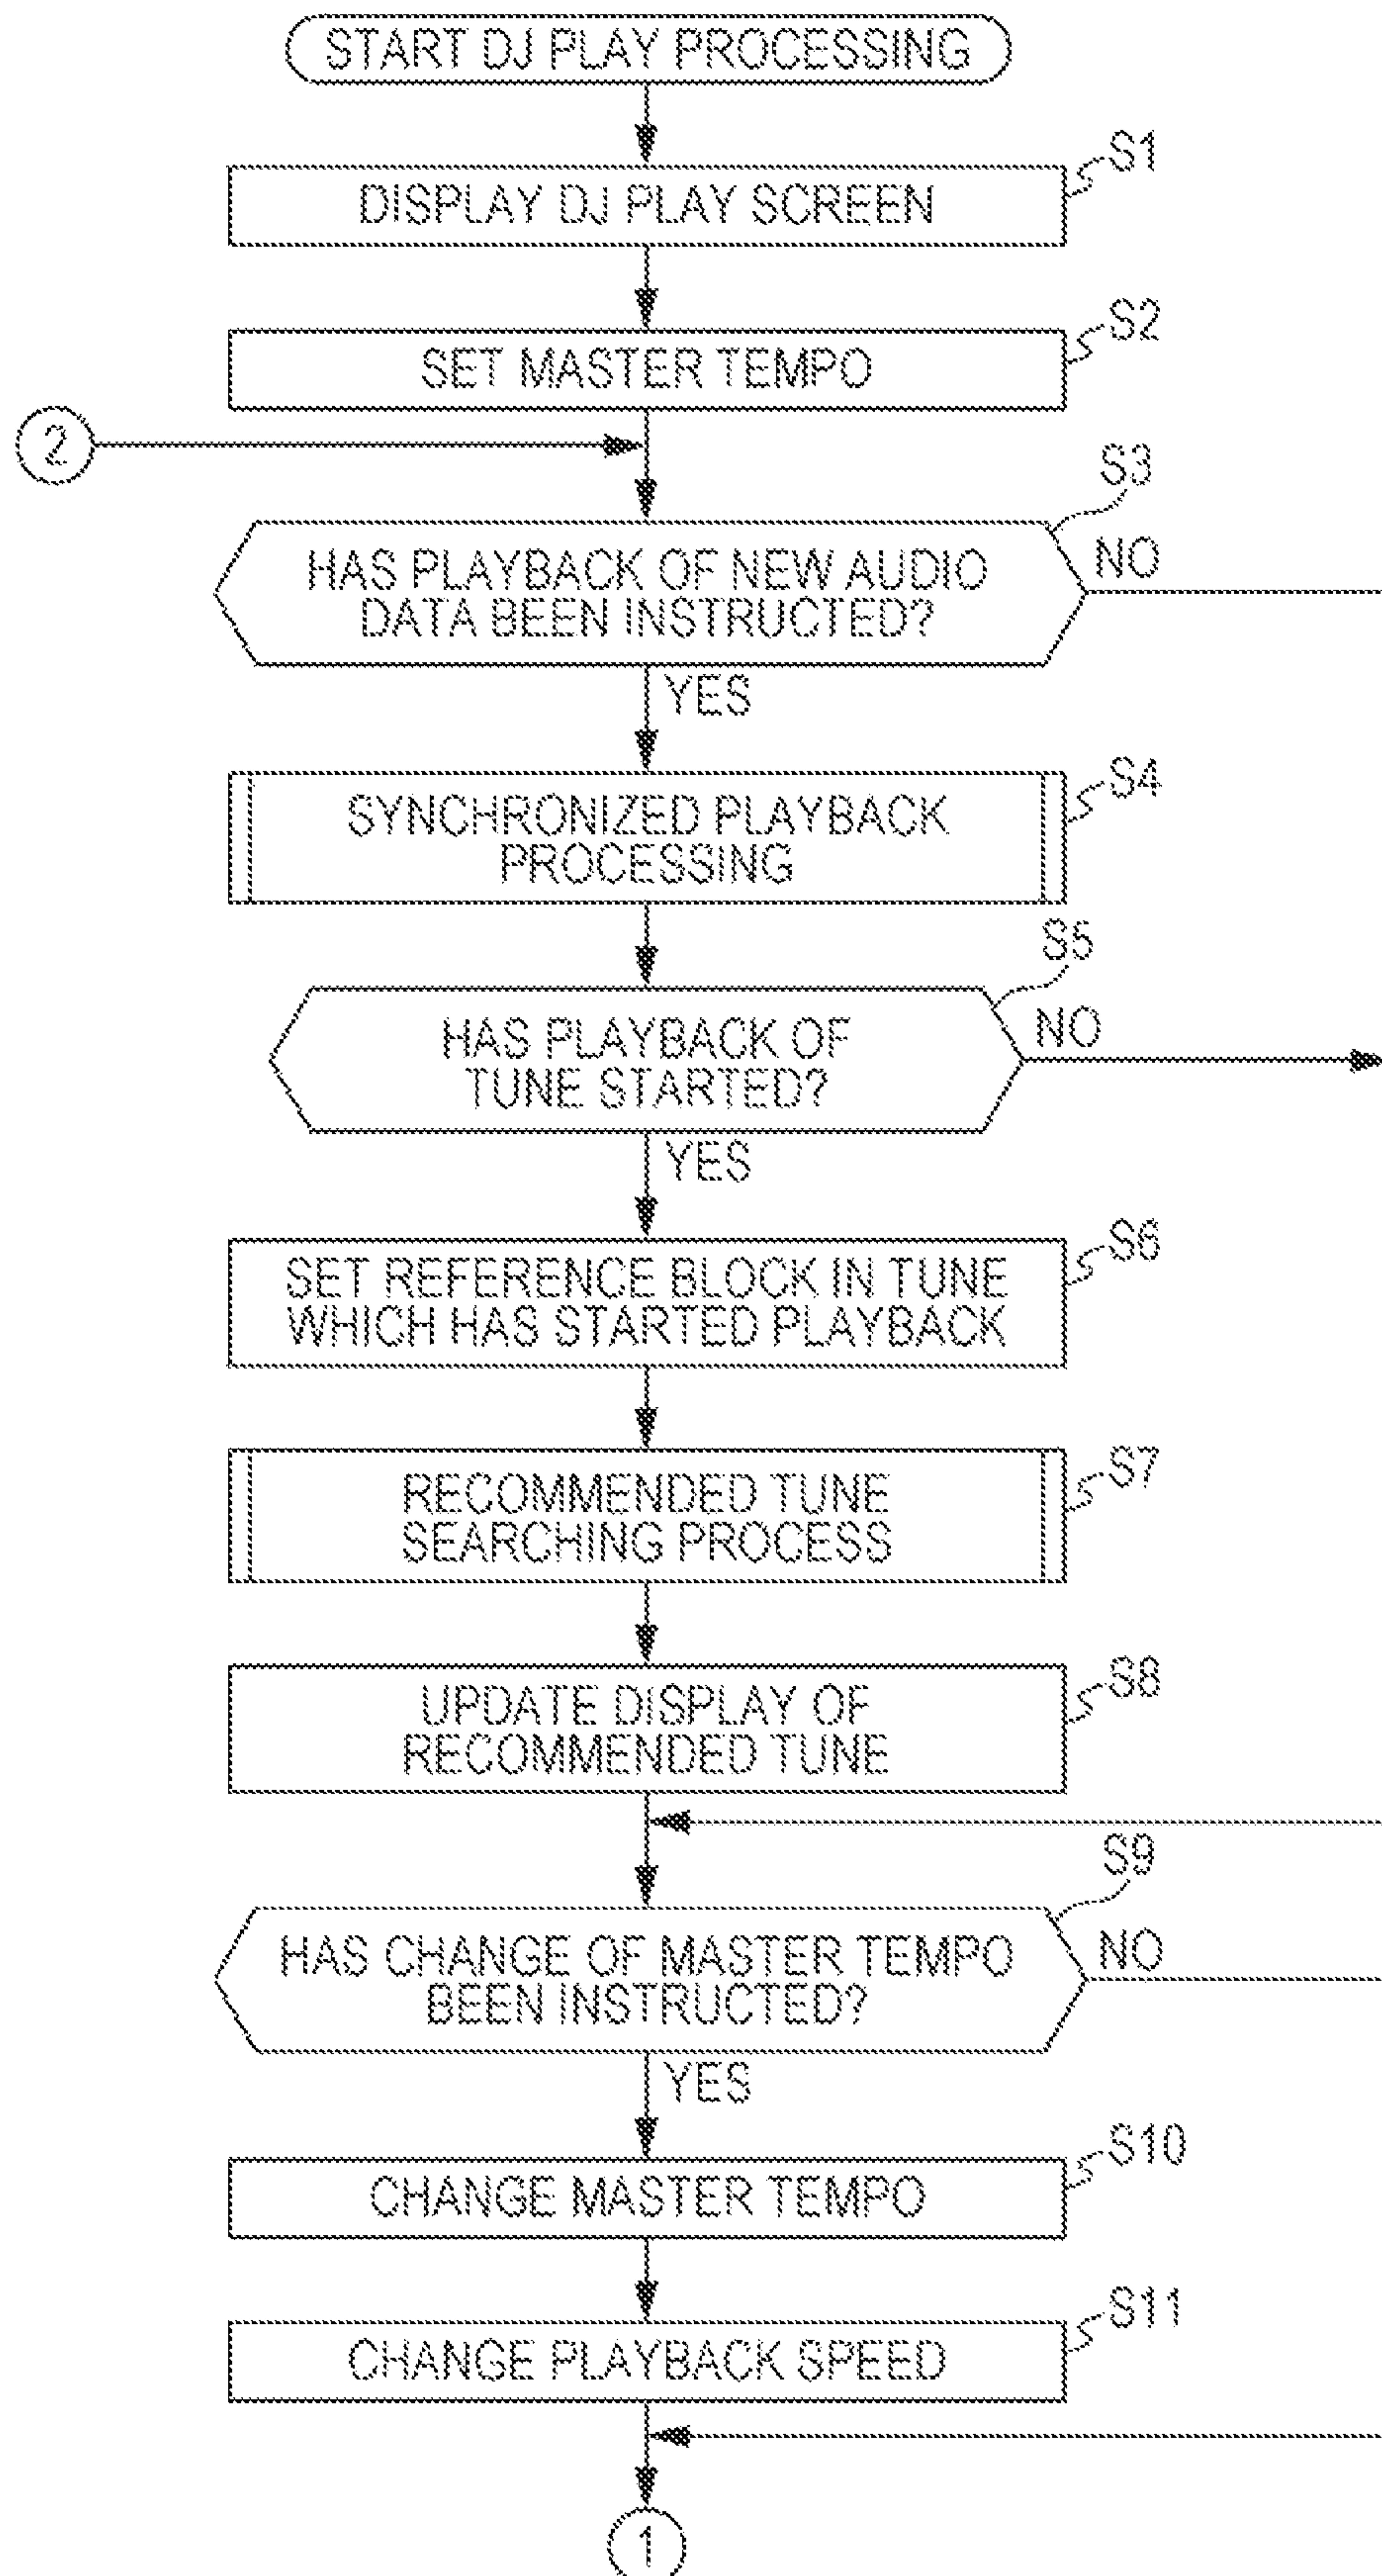 START DJ PLAY PROCESSING
S1
DISPLAY DJ PLAY SCREEN
S2
SET MASTER TEMPO
2
S3
HAS PLAYBACK OF NEW AUDIO
DATA BEEN INSTRUCTED?
NO
YES
S4
SYNCHRONIZED PLAYBACK
PROCESSING
S5
HAS PLAYBACK OF
TUNE STARTED?
NO
YES
S6
SET REFERENCE BLOCK IN TUNE
WHICH HAS STARTED PLAYBACK
S7
RECOMMENDED TUNE
SEARCHING PROCESS
S8
UPDATE DISPLAY OF
RECOMMENDED TUNE
S9
HAS CHANGE OF MASTER TEMPO
BEEN INSTRUCTED?
NO
YES
S10
CHANGE MASTER TEMPO
S11
CHANGE PLAYBACK SPEED
1